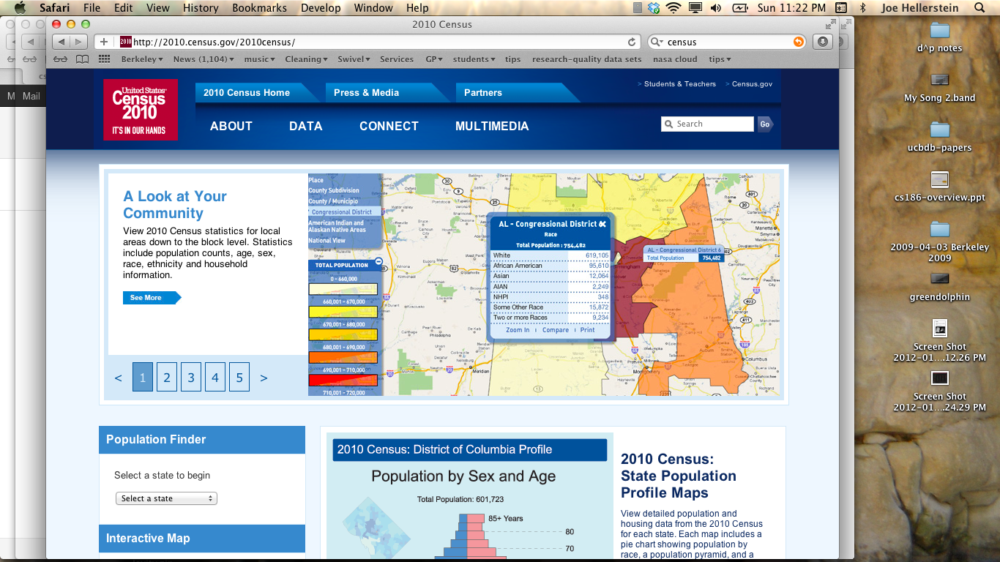 Safari File Edit View History Bookmarks Develop Window Help
Sun 11:22 PM Joe Hellerstein
2010 Census
http://2010.census.gov/2010census/
census
Berkeley News (1,104) music Cleaning Swivel Services GP students tips research-quality data sets nasa cloud tips
M Mail
United States
Census
2010
IT'S IN OUR HANDS
2010 Census Home
Press & Media
Partners
> Students & Teachers > Census.gov
ABOUT DATA CONNECT MULTIMEDIA
Search
Go
A Look at Your
Community
View 2010 Census statistics for local
areas down to the block level. Statistics
include population counts, age, sex,
race, ethnicity and household
information.
See More
< 1 2 3 4 5 >
Place
County Subdivision
County / Municipio
Congressional District
American Indian and
Alaskan Native Areas
National View
TOTAL POPULATION
0 - 660,000
660,001 - 670,000
670,001 - 680,000
680,001 - 690,000
690,001 - 710,000
710,001 - 720,000
AL - Congressional District
Race
Total Population : 754,482
White 619,105
African American 95,610
Asian 12,064
AIAN 2,249
NHPI 348
Some Other Race 15,872
Two or more Races 9,234
Zoom In | Compare | Print
AL - Congressional District 6
Total Population 754,482
Moulton
Meridian
Columbus
Montgomery
Selma
Hayneville
Philadelphia
Newnan
Population Finder
Select a state to begin
Select a state
Interactive Map
2010 Census: District of Columbia Profile
Population by Sex and Age
Total Population: 601,723
85+ Years
80
70
2010 Census:
State Population
Profile Maps
View detailed population and
housing data from the 2010 Census
for each state. Each map includes a
pie chart showing population by
race, a population pyramid, and a
d^p notes
My Song 2.band
ucbdb-papers
cs186-overview.ppt
2009-04-03 Berkeley
2009
greendolphin
Screen Shot
2012-01....12.26 PM
Screen Shot
2012-01....24.29 PM